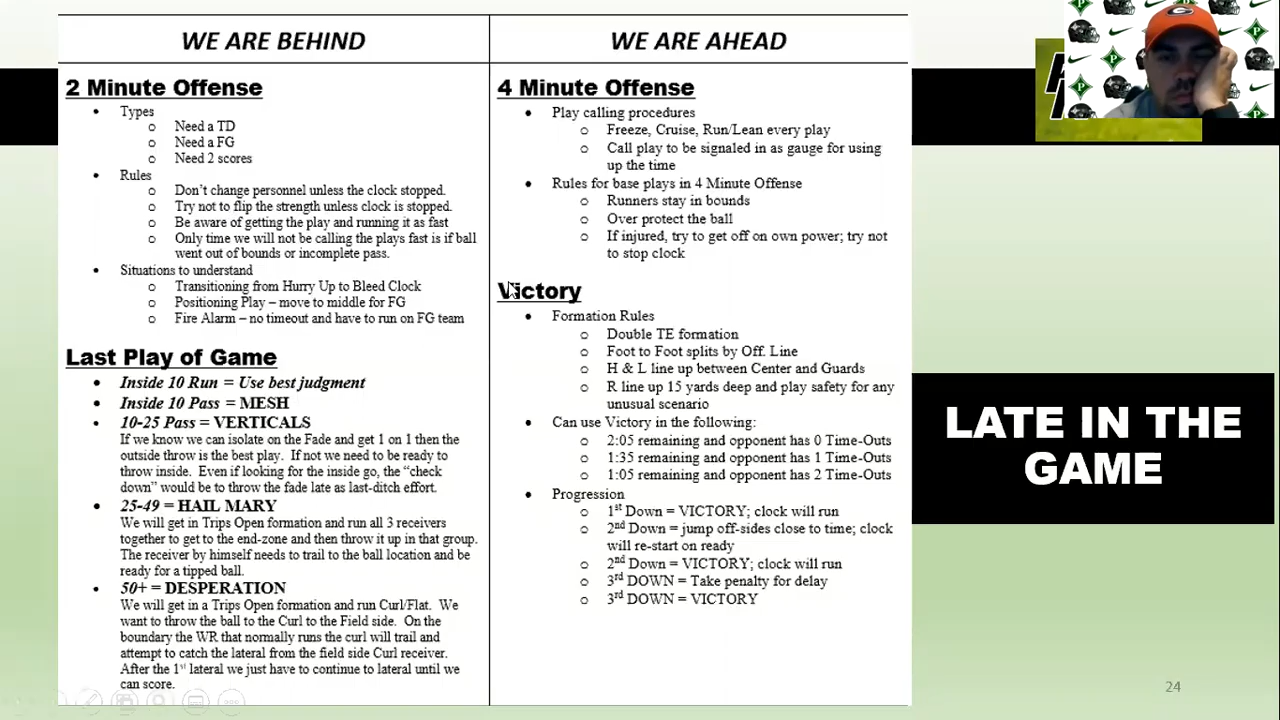 WE ARE BEHIND
2 Minute Offense
• Types
o Need a TD
o Need a FG
o Need 2 scores
• Rules
o Don't change personnel unless the clock stopped.
o Try not to flip the strength unless clock is stopped.
o Be aware of getting the play and running it as fast
o Only time we will not be calling the plays fast is if ball
went out of bounds or incomplete pass.
• Situations to understand
o Transitioning from Hurry Up to Bleed Clock
o Positioning Play – move to middle for FG
o Fire Alarm – no timeout and have to run on FG team
Last Play of Game
• Inside 10 Run = Use best judgment
• Inside 10 Pass = MESH
• 10-25 Pass = VERTICALS
If we know we can isolate on the Fade and get 1 on 1 then the
outside throw is the best play. If not we need to be ready to
throw inside. Even if looking for the inside go, the “check
down” would be to throw the fade late as last-ditch effort.
• 25-49 = HAIL MARY
We will get in Trips Open formation and run all 3 receivers
together to get to the end-zone and then throw it up in that group.
The receiver by himself needs to trail to the ball location and be
ready for a tipped ball.
• 50+ = DESPERATION
We will get in a Trips Open formation and run Curl/Flat. We
want to throw the ball to the Curl to the Field side. On the
boundary the WR that normally runs the curl will trail and
attempt to catch the lateral from the field side Curl receiver.
After the 1st lateral we just have to continue to lateral until we
can score.
WE ARE AHEAD
4 Minute Offense
• Play calling procedures
o Freeze, Cruise, Run/Lean every play
o Call play to be signaled in as gauge for using
up the time
• Rules for base plays in 4 Minute Offense
o Runners stay in bounds
o Over protect the ball
o If injured, try to get off on own power; try not
to stop clock
Victory
• Formation Rules
o Double TE formation
o Foot to Foot splits by Off. Line
o H & L line up between Center and Guards
o R line up 15 yards deep and play safety for any
unusual scenario
• Can use Victory in the following:
o 2:05 remaining and opponent has 0 Time-Outs
o 1:35 remaining and opponent has 1 Time-Outs
o 1:05 remaining and opponent has 2 Time-Outs
• Progression
o 1st Down = VICTORY; clock will run
o 2nd Down = jump off-sides close to time; clock
will re-start on ready
o 2nd Down = VICTORY; clock will run
o 3rd DOWN = Take penalty for delay
o 3rd DOWN = VICTORY
LATE IN THE
GAME
24
G
P
P
P